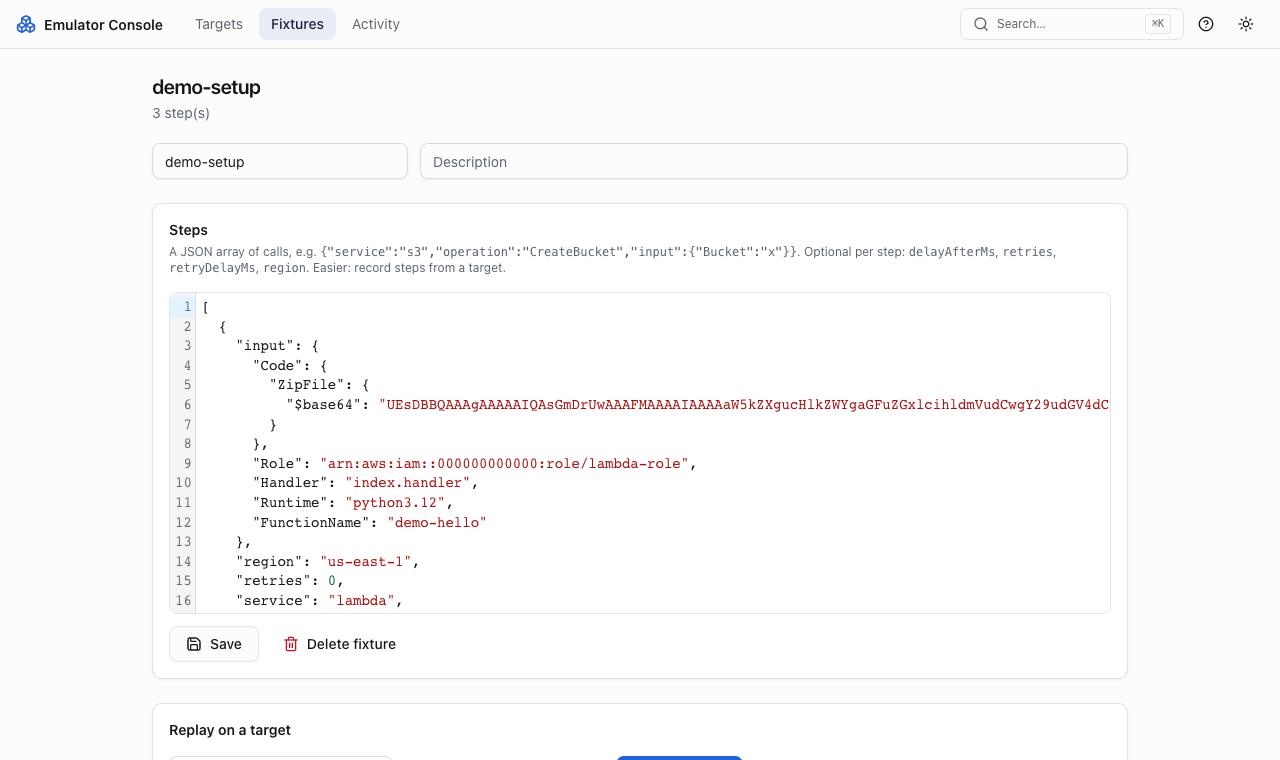 Emulator Console
Targets
Fixtures
Activity
Search...
⌘K
demo-setup
3 step(s)
demo-setup
Description
Steps
A JSON array of calls, e.g. {"service":"s3","operation":"CreateBucket","input":{"Bucket":"x"}}. Optional per step: delayAfterMs, retries,
retryDelayMs, region. Easier: record steps from a target.
1 [
2 {
3 "input": {
4 "Code": {
5 "ZipFile": {
6 "$base64": "UEsDBBQAAAgAAAAAIQAsGmDrUwAAAFMAAAAIAAAAaW5kZXgucHlkZWYgaGFuZGxlcihldmVudCwgY29udGV4dC
7 }
8 },
9 "Role": "arn:aws:iam::000000000000:role/lambda-role",
10 "Handler": "index.handler",
11 "Runtime": "python3.12",
12 "FunctionName": "demo-hello"
13 },
14 "region": "us-east-1",
15 "retries": 0,
16 "service": "lambda",
Save
Delete fixture
Replay on a target